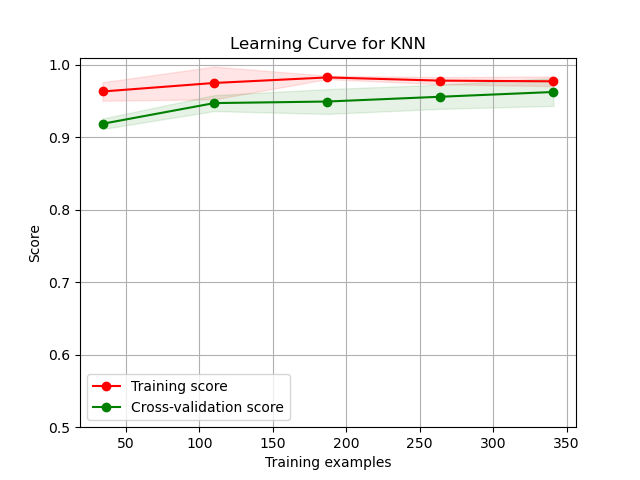 Learning Curve for KNN
Score
1.0
0.9
0.8
0.7
0.6
0.5
Training score
Cross-validation score
50 100 150 200 250 300 350
Training examples